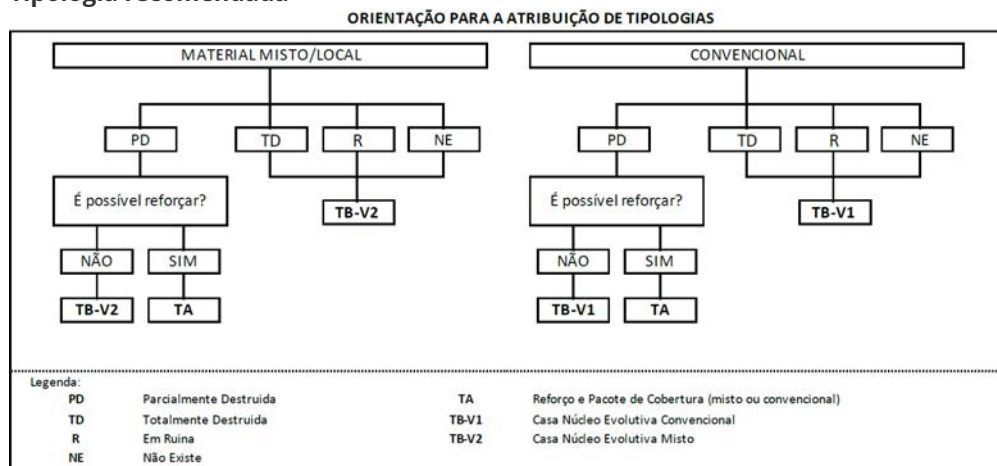 Tipologia recomendada
ORIENTAÇÃO PARA A ATRIBUIÇÃO DE TIPOLOGIAS
MATERIAL MISTO/LOCAL
CONVENCIONAL
PD TD R NE
PD TD R NE
É possível reforçar?
TB-V2
É possível reforçar?
TB-V1
NÃO SIM
NÃO SIM
TB-V2 TA
TB-V1 TA
Legenda:
PD Parcialmente Destruida TA Reforço e Pacote de Cobertura (misto ou convencional)
TD Totalmente Destruida TB-V1 Casa Núcleo Evolutiva Convencional
R Em Ruina TB-V2 Casa Núcleo Evolutiva Misto
NE Não Existe